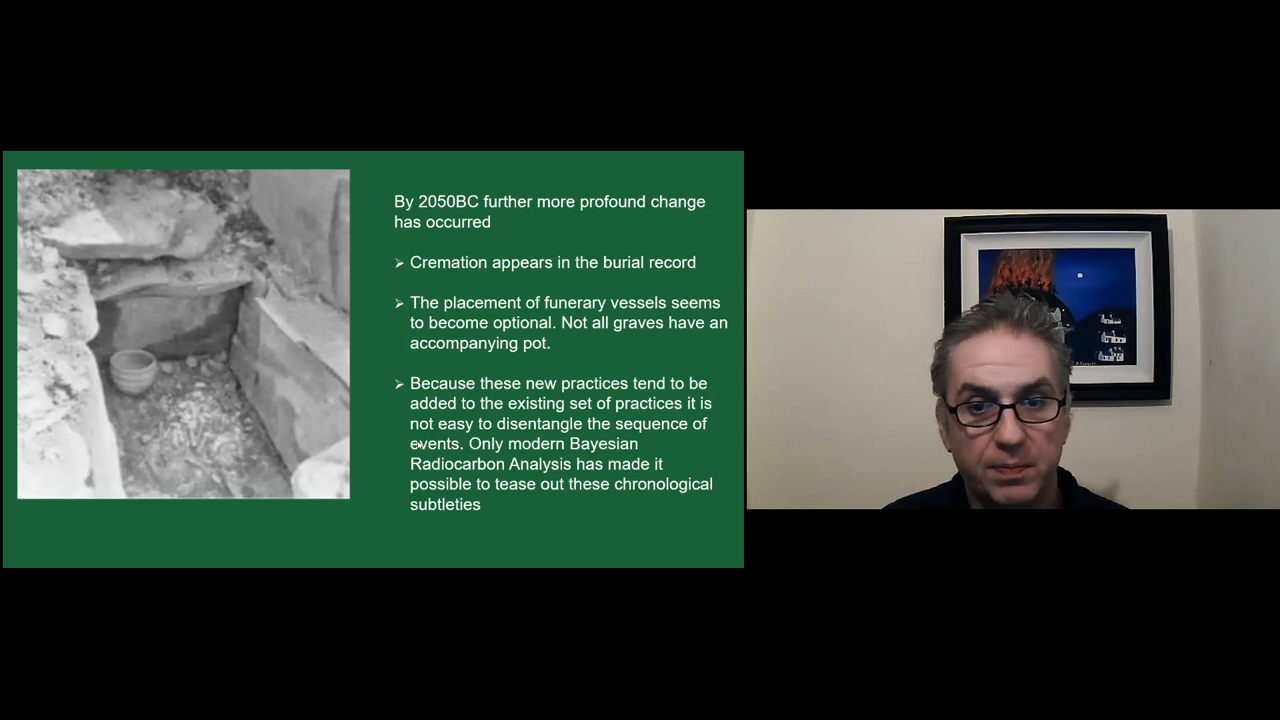 By 2050BC further more profound change
has occurred
➢ Cremation appears in the burial record
➢ The placement of funerary vessels seems
to become optional. Not all graves have an
accompanying pot.
➢ Because these new practices tend to be
added to the existing set of practices it is
not easy to disentangle the sequence of
events. Only modern Bayesian
Radiocarbon Analysis has made it
possible to tease out these chronological
subtleties